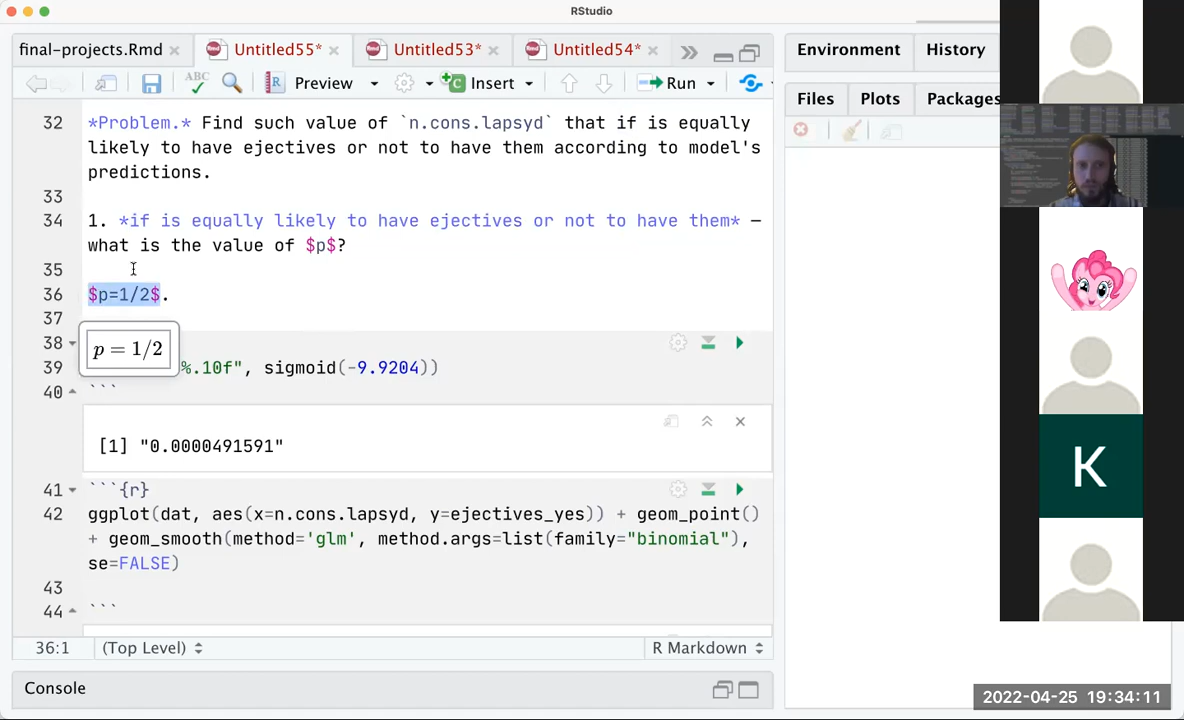 RStudio
final-projects.Rmd
Untitled55*
Untitled53*
Untitled54*
Environment
History
ABC
Preview
Insert
Run
Files
Plots
Packages
32 *Problem.* Find such value of `n.cons.lapsyd` that if is equally
likely to have ejectives or not to have them according to model's
predictions.
33
34 1. *if is equally likely to have ejectives or not to have them* —
what is the value of $p$?
35
36 $p=1/2$.
37
p = 1/2
38
39 %.10f", sigmoid(-9.9204))
40 ```
[1] "0.0000491591"
41 ```{r}
42 ggplot(dat, aes(x=n.cons.lapsyd, y=ejectives_yes)) + geom_point()
+ geom_smooth(method='glm', method.args=list(family="binomial"),
se=FALSE)
43
44 ```
36:1 (Top Level) R Markdown
Console
K
2022-04-25 19:34:11